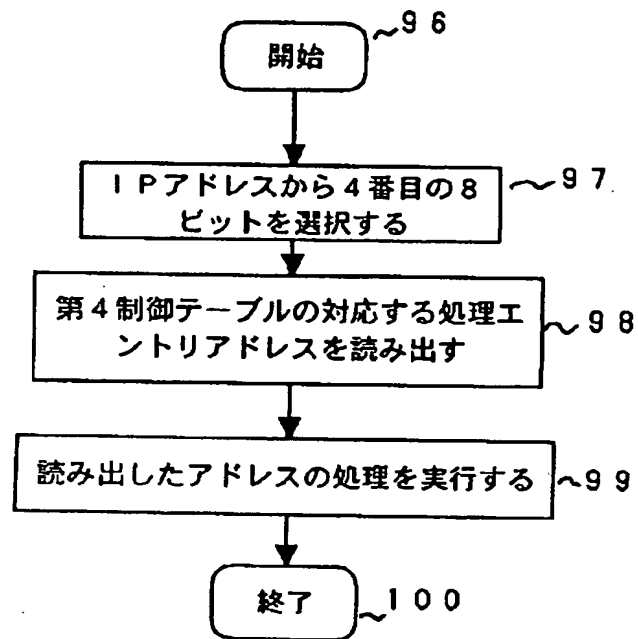 開始
~96
IPアドレスから4番目の8
ビットを選択する
~97
第4制御テーブルの対応する処理エ
ントリアドレスを読み出す
~98
読み出したアドレスの処理を実行する
~99
終了
~100